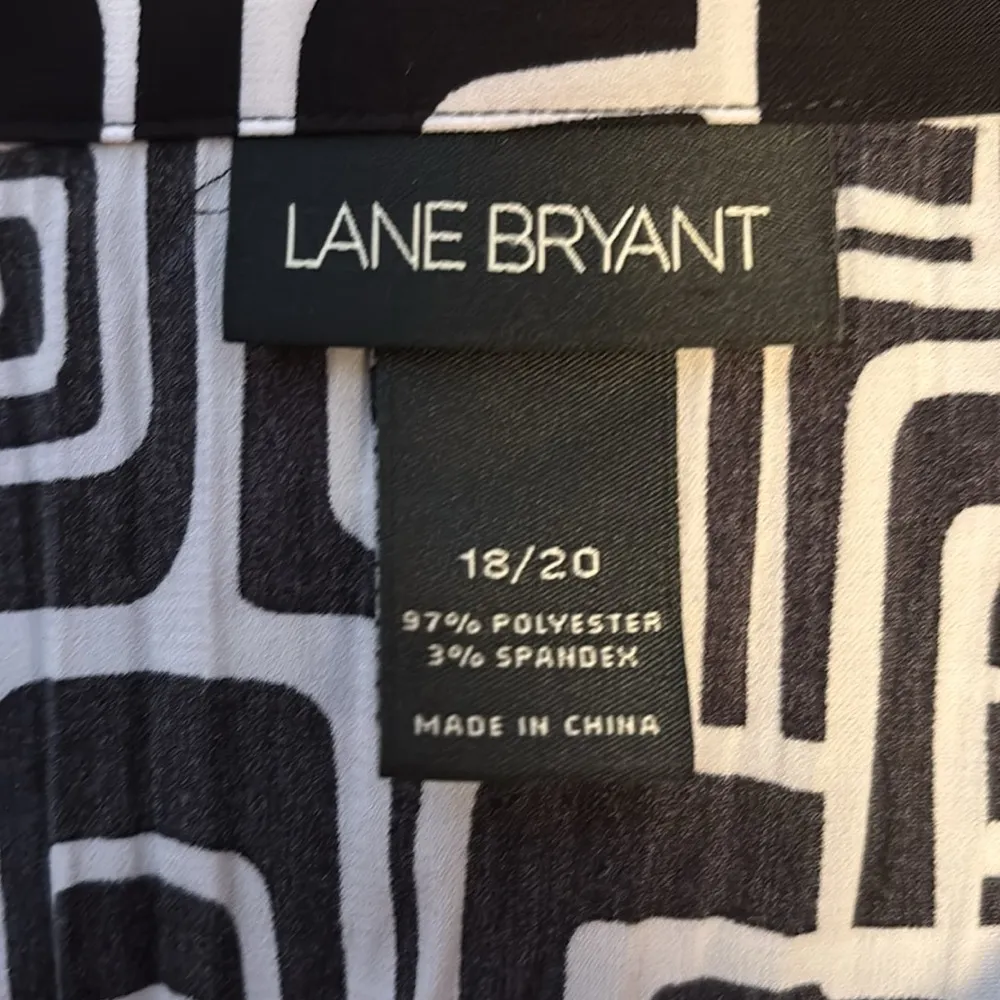 LANE BRYANT
18/20
97% POLYESTER
3% SPANDEX
MADE IN CHINA